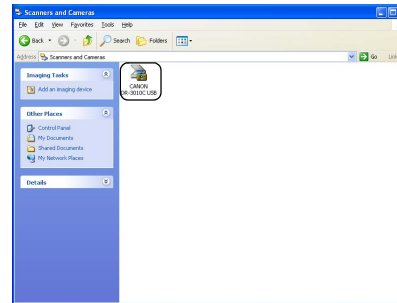 Scanners and Cameras
File Edit View Favorites Tools Help
Back Search Folders
Address Scanners and Cameras Go Link
Imaging Tasks
Add an imaging device
Other Places
Control Panel
My Documents
Shared Documents
My Network Places
Details
CANON
DR-3010C USB